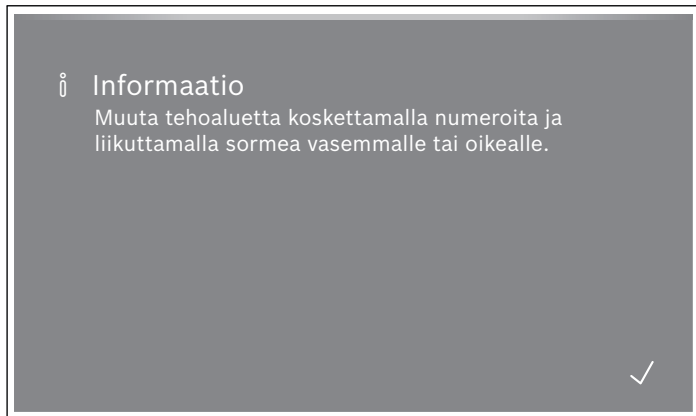 Informaatio
Muuta tehoaluetta koskettamalla numeroita ja
liikuttamalla sormea vasemmalle tai oikealle.